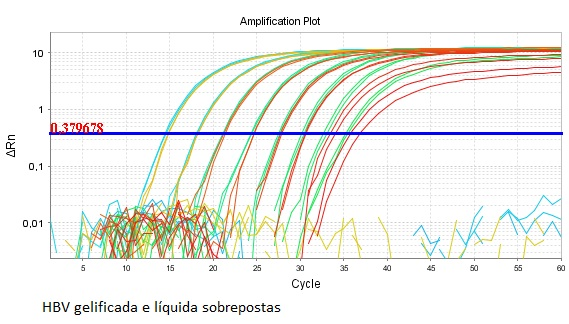 Amplification Plot
10
1
0.379678
0,1
0,01
ΔRn
5 10 15 20 25 30 35 40 45 50 55 60
Cycle
HBV gelificada e líquida sobrepostas